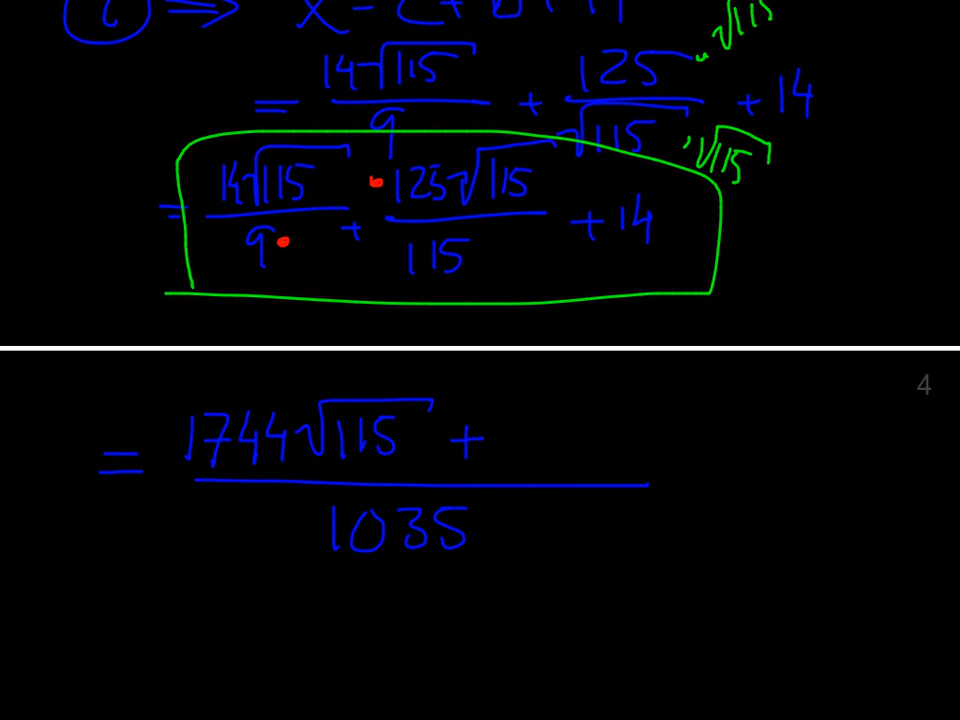 = 14√115 / 9 + 125 · √115 / √115 · √115 + 14
= 14√115 / 9 · + · 125√115 / 115 + 14
4
= 1744√115 + / 1035